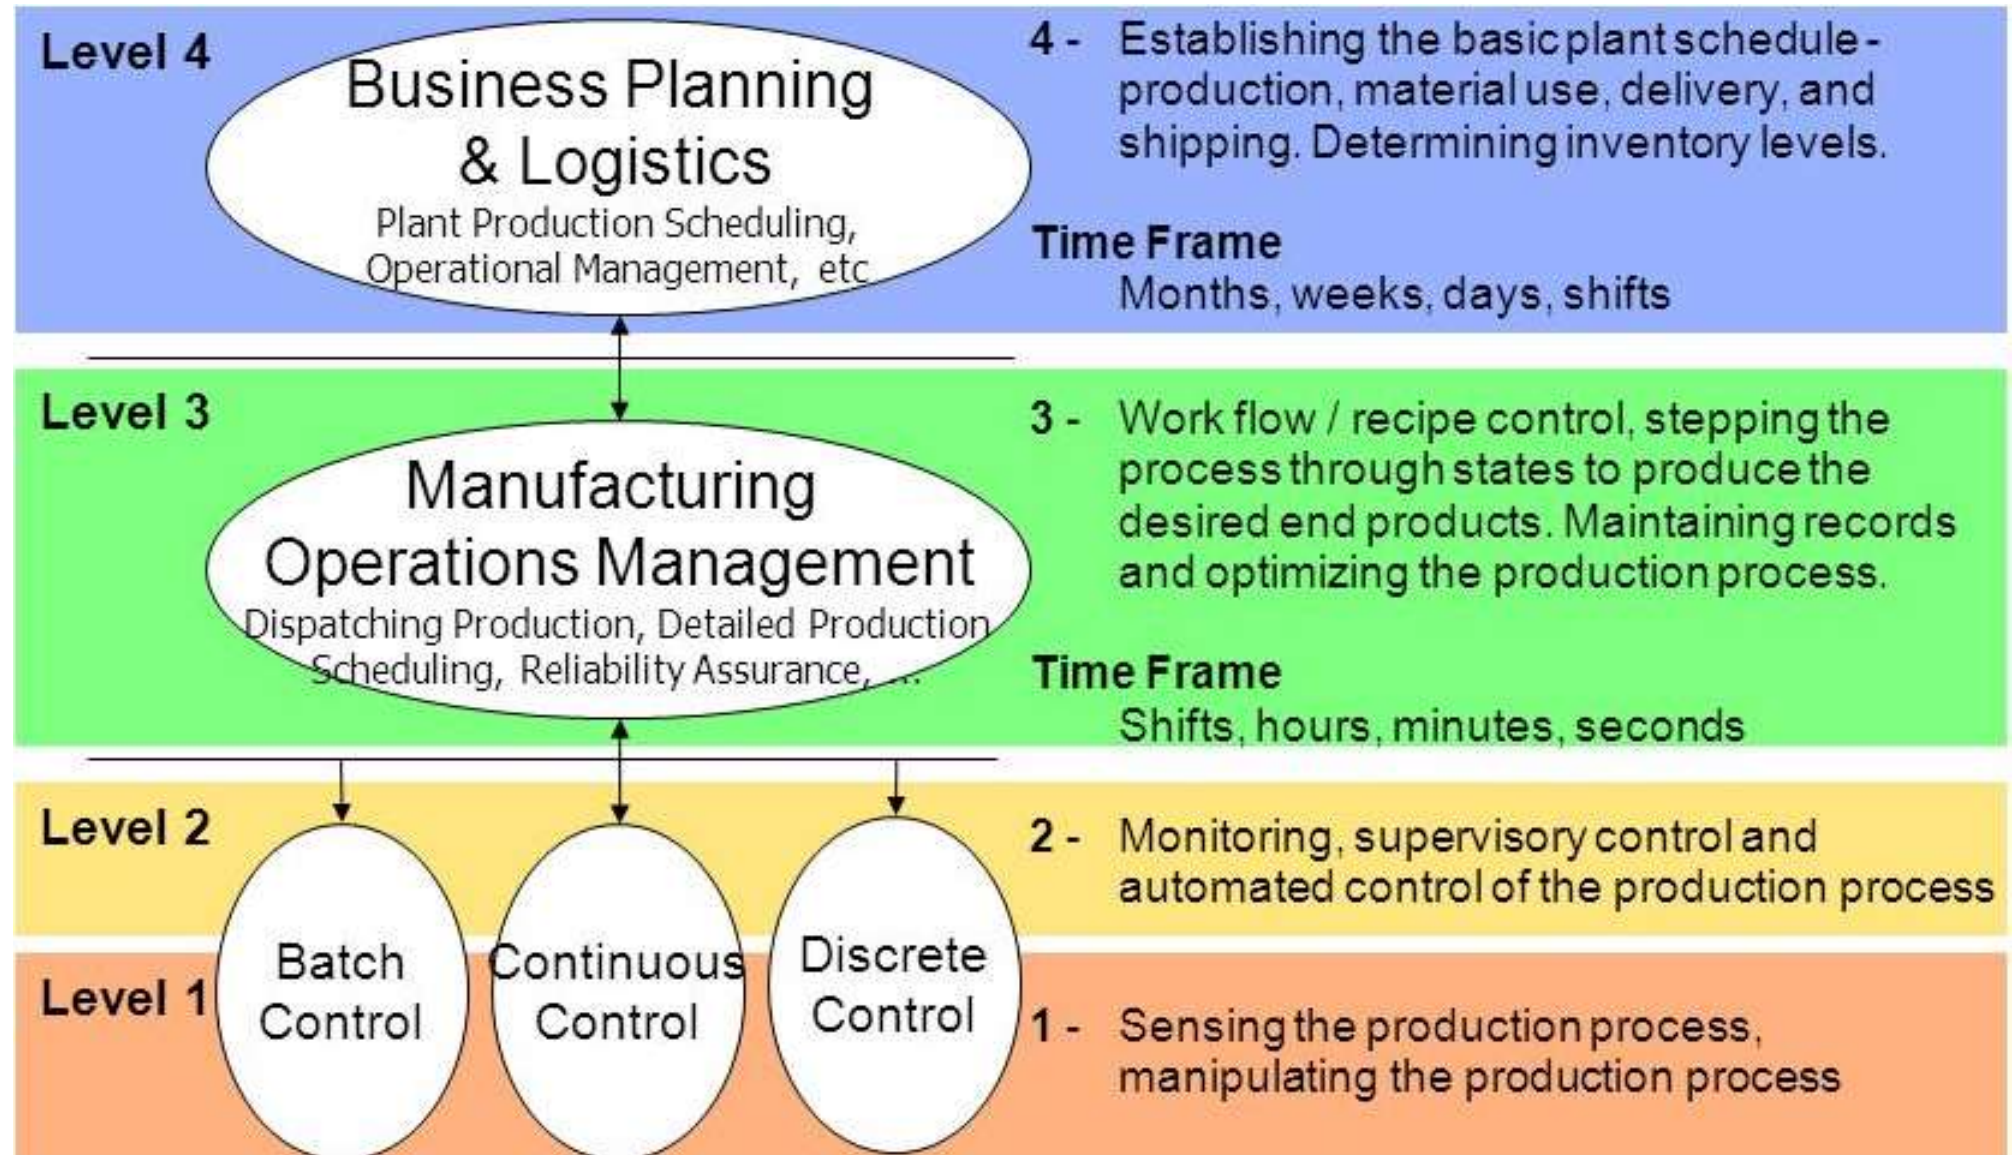 Level 4
Business Planning
& Logistics
Plant Production Scheduling,
Operational Management, etc
4 - Establishing the basic plant schedule -
production, material use, delivery, and
shipping. Determining inventory levels.
Time Frame
Months, weeks, days, shifts
Level 3
Manufacturing
Operations Management
Dispatching Production, Detailed Production
Scheduling, Reliability Assurance, ...
3 - Work flow / recipe control, stepping the
process through states to produce the
desired end products. Maintaining records
and optimizing the production process.
Time Frame
Shifts, hours, minutes, seconds
Level 2
2 - Monitoring, supervisory control and
automated control of the production process
Level 1
Batch
Control
Continuous
Control
Discrete
Control
1 - Sensing the production process,
manipulating the production process